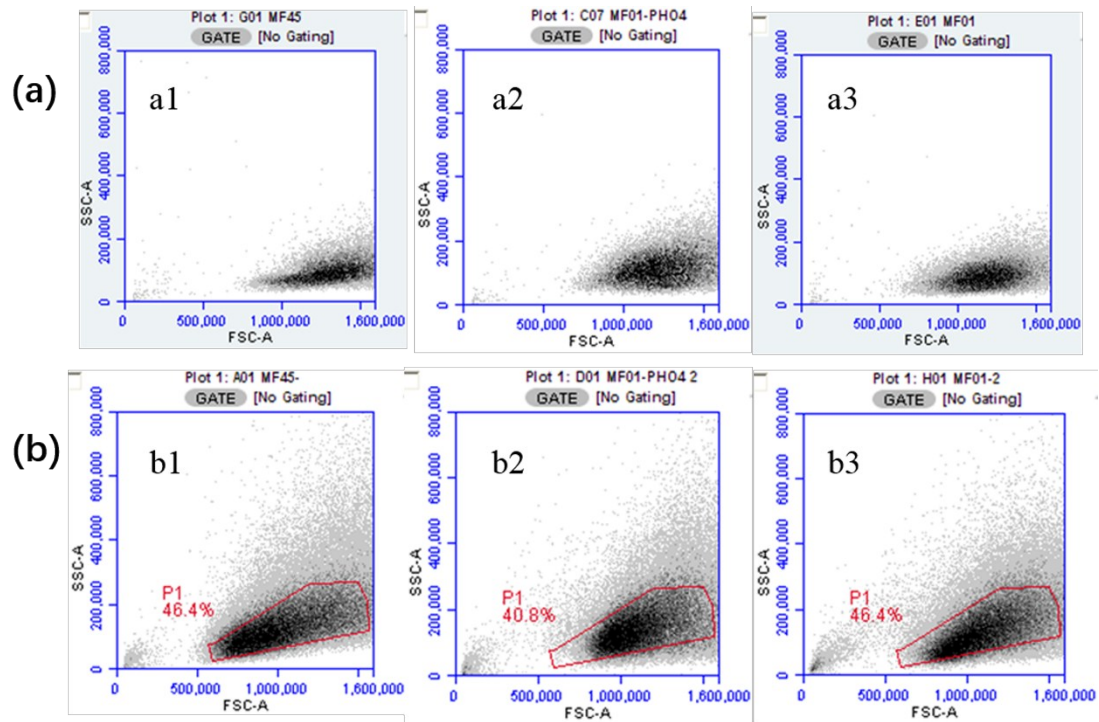 (a)
Plot 1: G01 MF45
GATE [No Gating]
a1
SSC-A
800,000
600,000
400,000
200,000
0
0 500,000 1,000,000 1,600,000
FSC-A
Plot 1: C07 MF01-PHO4
GATE [No Gating]
a2
SSC-A
800,000
600,000
400,000
200,000
0
0 500,000 1,000,000 1,600,000
FSC-A
Plot 1: E01 MF01
GATE [No Gating]
a3
SSC-A
800,000
600,000
400,000
200,000
0
0 500,000 1,000,000 1,600,000
FSC-A
(b)
Plot 1: A01 MF45-
GATE [No Gating]
b1
P1
46.4%
SSC-A
800,000
600,000
400,000
200,000
0
0 500,000 1,000,000 1,600,000
FSC-A
Plot 1: D01 MF01-PHO4 2
GATE [No Gating]
b2
P1
40.8%
SSC-A
800,000
600,000
400,000
200,000
0
0 500,000 1,000,000 1,600,000
FSC-A
Plot 1: H01 MF01-2
GATE [No Gating]
b3
P1
46.4%
SSC-A
800,000
600,000
400,000
200,000
0
0 500,000 1,000,000 1,600,000
FSC-A